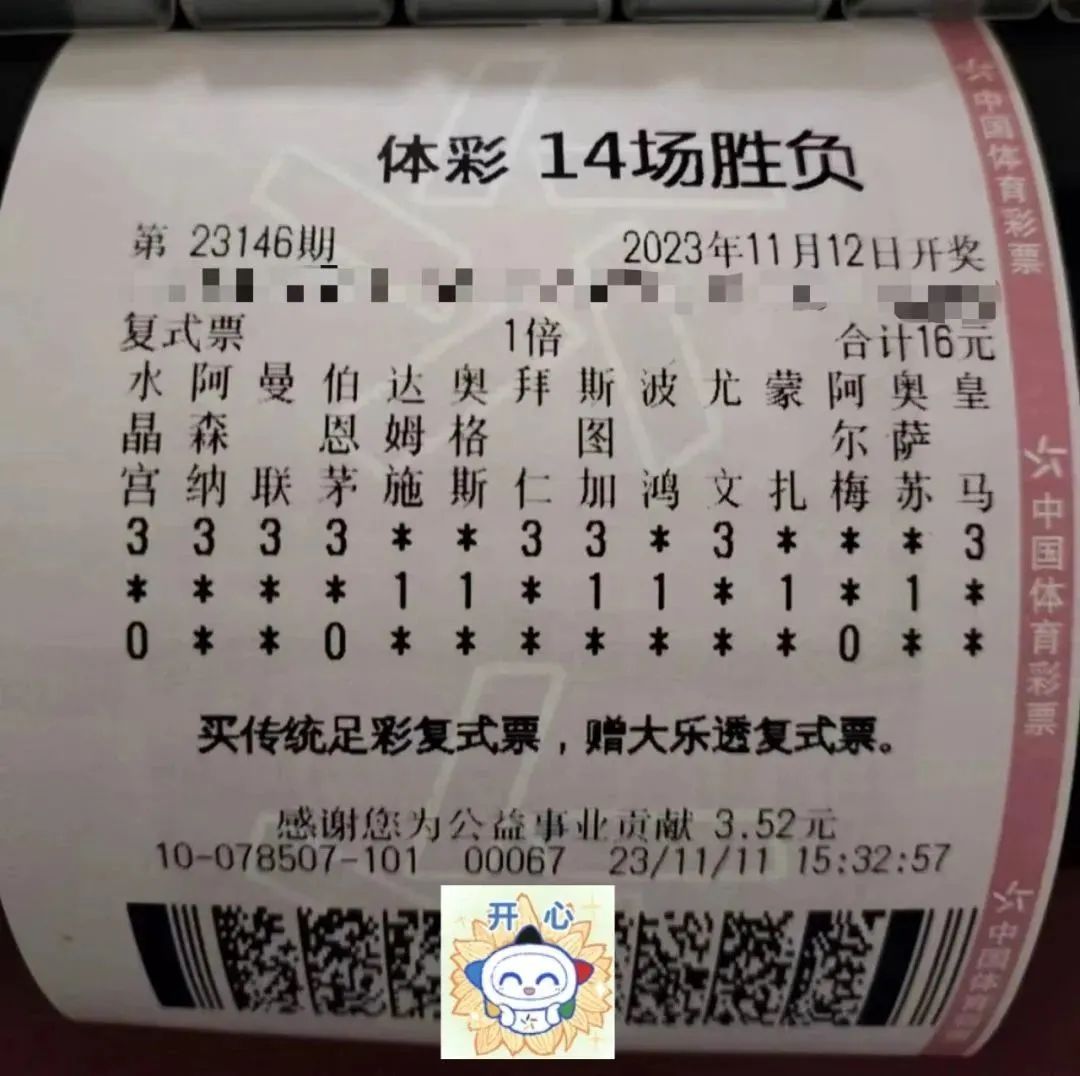 体彩 14场胜负
第 23146期 2023年11月12日开奖
复式票 1倍 合计16元
水 阿 曼 伯 达 奥 拜 斯 波 尤 蒙 阿 奥 皇
晶 森 恩 姆 格 图 尔 萨
宫 纳 联 茅 施 斯 仁 加 鸿 文 扎 梅 苏 马
3 3 3 3 * * 3 3 * 3 * * * 3
* * * * 1 1 * 1 1 * 1 * 1 *
0 * * 0 * * * * * * * 0 * *
买传统足彩复式票，赠大乐透复式票。
感谢您为公益事业贡献 3.52元
10-078507-101 00067 23/11/11 15:32:57
开 心
中国体育彩票
中国体育彩票
中国体育彩票